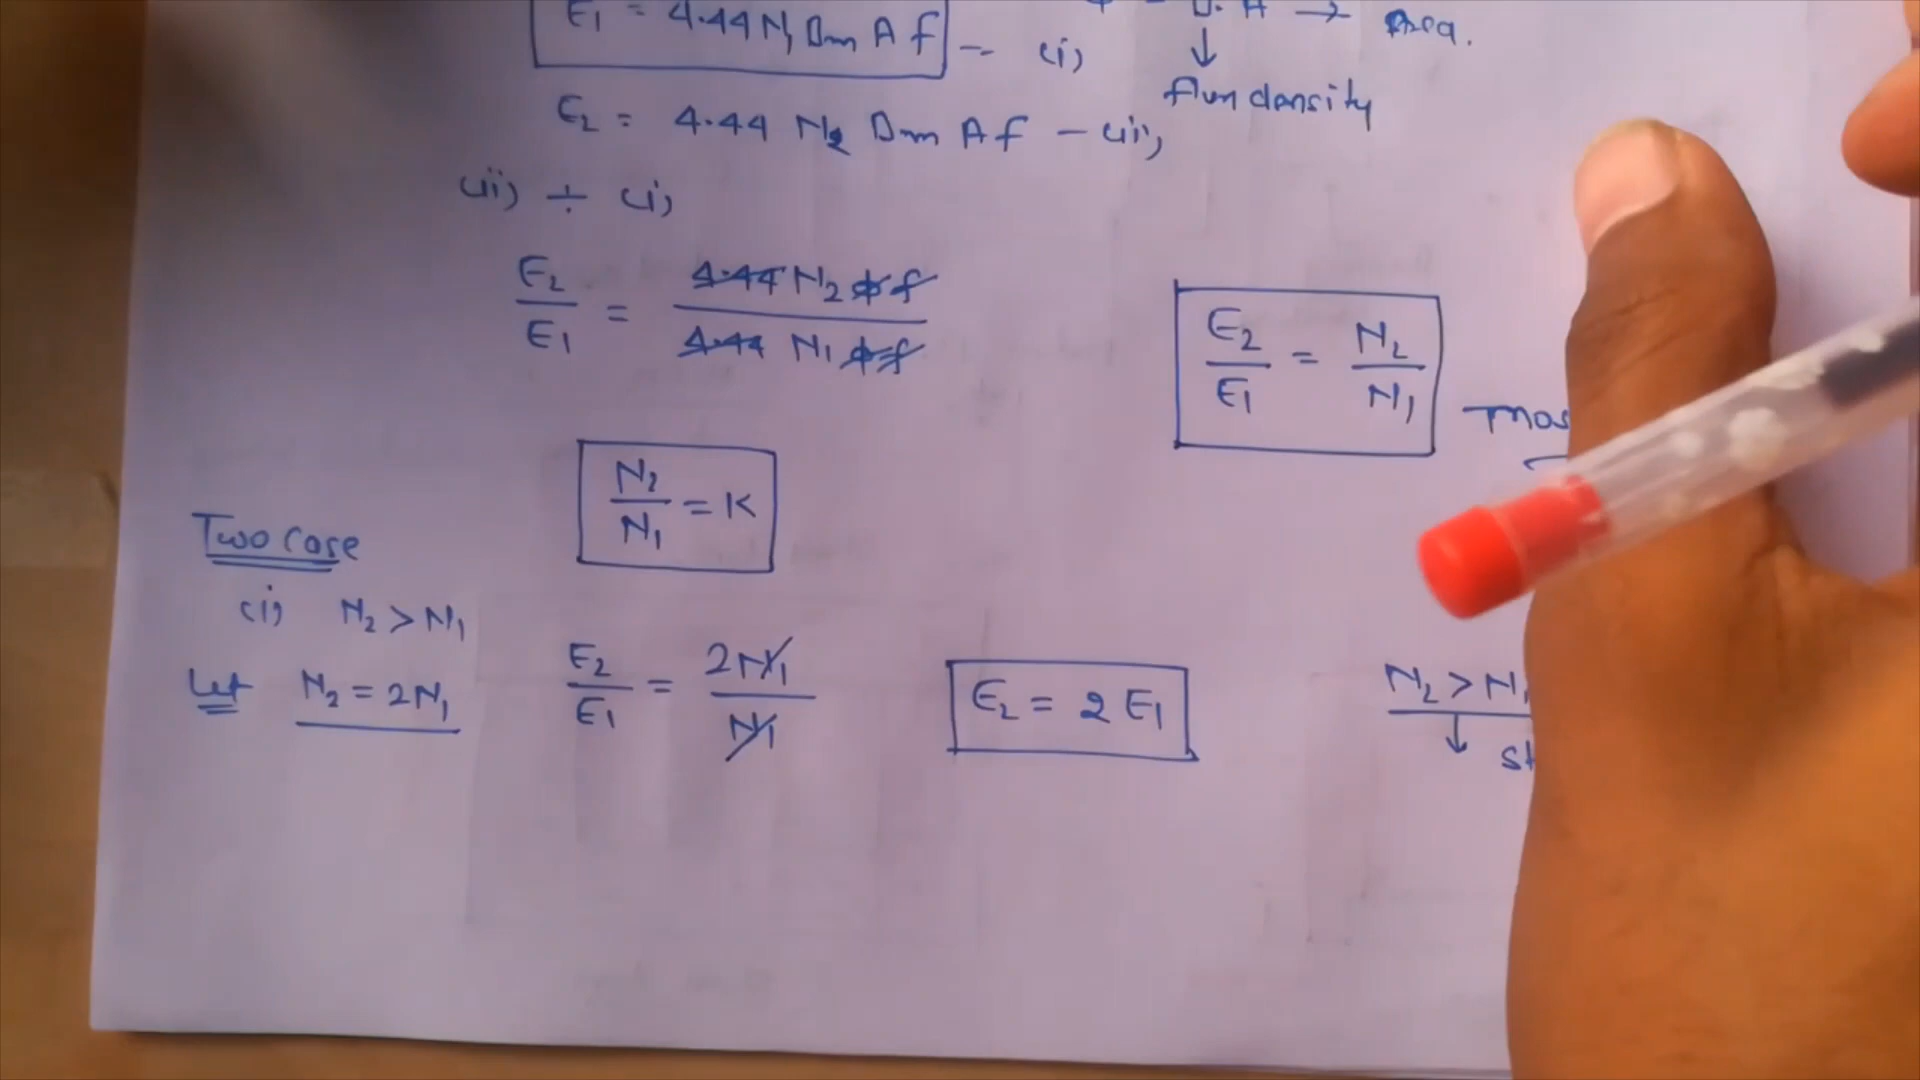 E1 = 4.44 N1 Bm A f — (i)
→ Area.
↓
flux density
E2 = 4.44 N2 Bm A f — (ii)
(ii) ÷ (i)
E2/E1 = 4.44 N2 ϕ f / 4.44 N1 ϕ f
E2/E1 = N2/N1
N2/N1 = K
Two Case
(i) N2 > N1
Let N2 = 2N1
E2/E1 = 2N1/N1
E2 = 2 E1
N2 > N1
↓